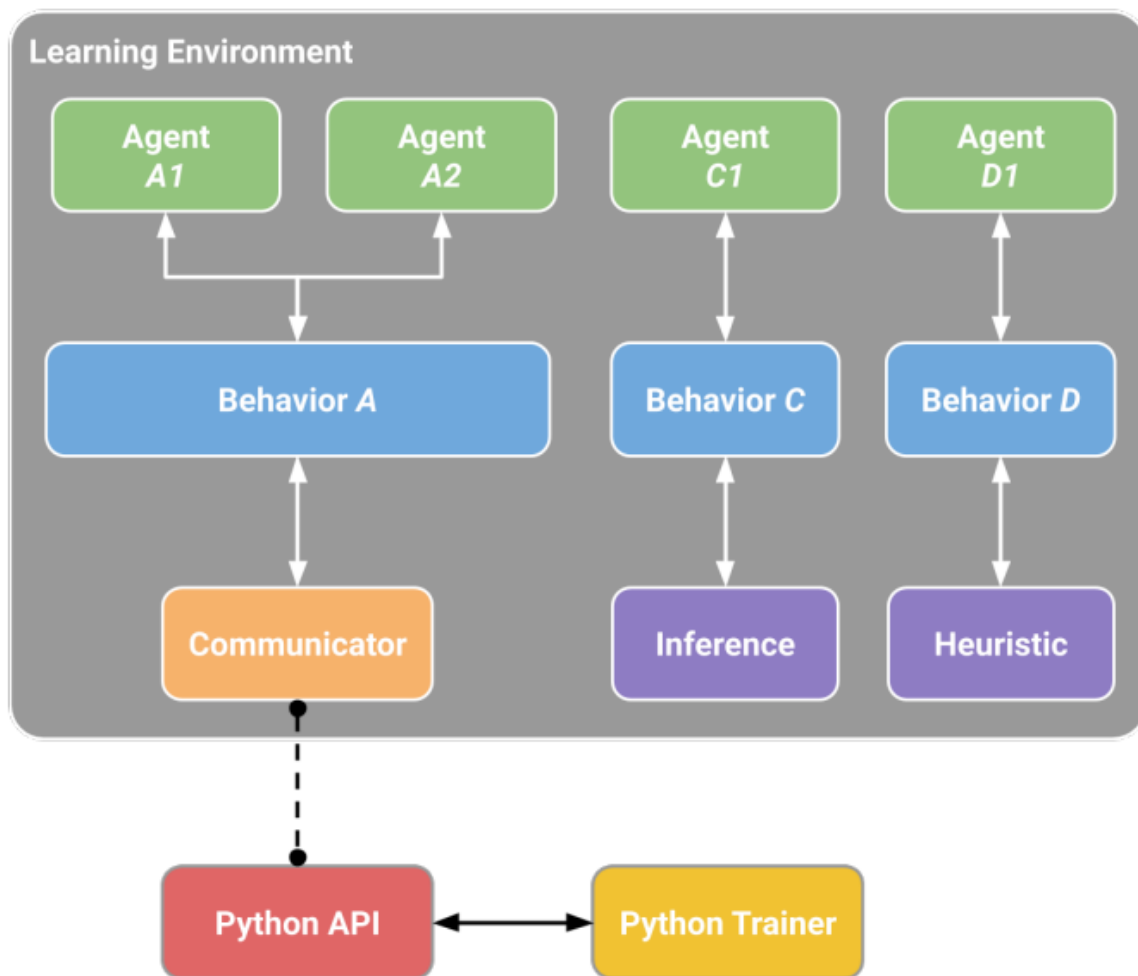 Learning Environment
Agent
A1
Agent
A2
Agent
C1
Agent
D1
Behavior A
Behavior C
Behavior D
Communicator
Inference
Heuristic
Python API
Python Trainer